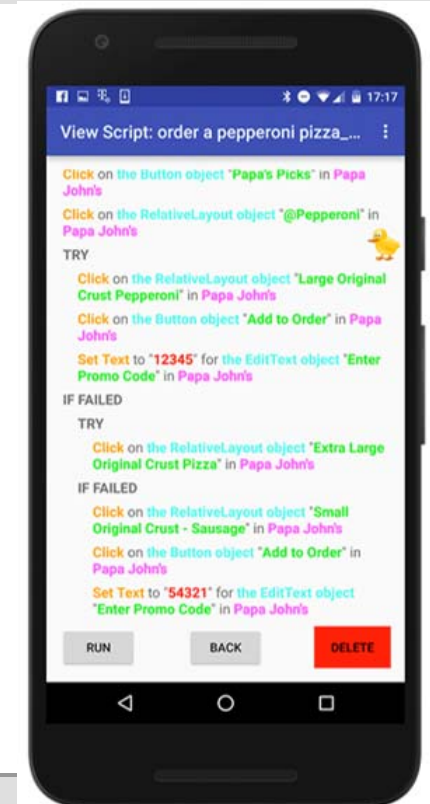 17:17
View Script: order a pepperoni pizza_...
Click on the Button object "Papa's Picks" in Papa
John's
Click on the RelativeLayout object "@Pepperoni" in
Papa John's
TRY
Click on the RelativeLayout object "Large Original
Crust Pepperoni" in Papa John's
Click on the Button object "Add to Order" in Papa
John's
Set Text to "12345" for the EditText object "Enter
Promo Code" in Papa John's
IF FAILED
TRY
Click on the RelativeLayout object "Extra Large
Original Crust Pizza" in Papa John's
IF FAILED
Click on the RelativeLayout object "Small
Original Crust - Sausage" in Papa John's
Click on the Button object "Add to Order" in
Papa John's
Set Text to "54321" for the EditText object
"Enter Promo Code" in Papa John's
RUN BACK DELETE